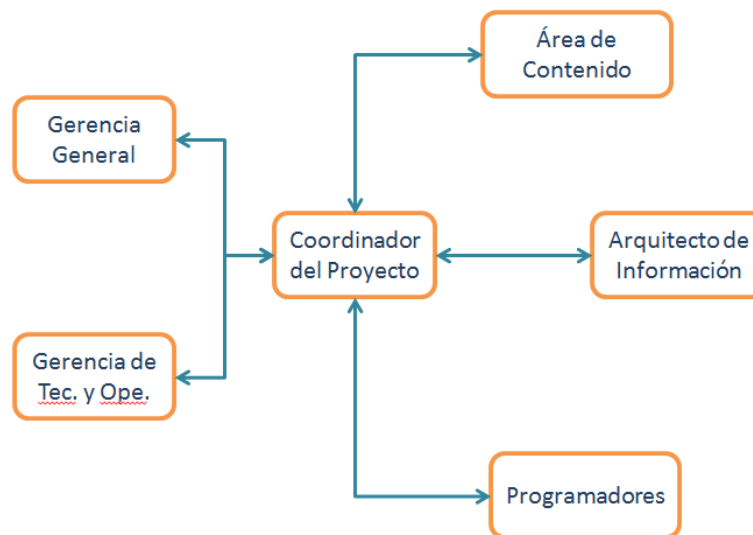 Área de
Contenido
Gerencia
General
Coordinador
del Proyecto
Arquitecto de
Información
Gerencia de
Tec. y Ope.
Programadores